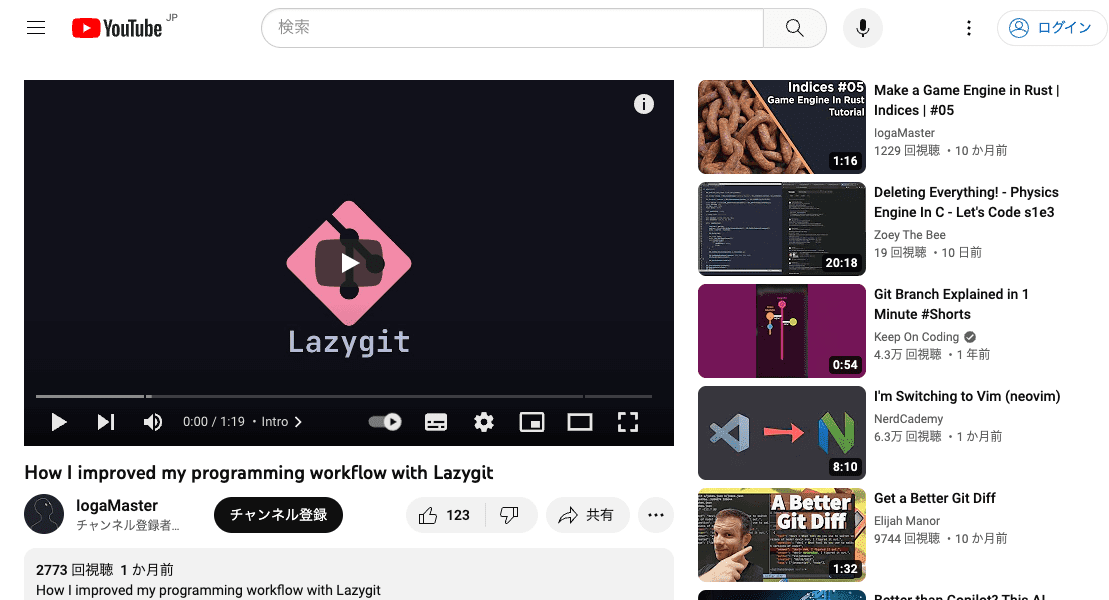 YouTube JP
検索
ログイン
Lazygit
0:00 / 1:19 ・ Intro
How I improved my programming workflow with Lazygit
IogaMaster
チャンネル登録者...
チャンネル登録
123
共有
2773 回視聴 1 か月前
How I improved my programming workflow with Lazygit
Indices #05
Game Engine In Rust
Tutorial
1:16
Make a Game Engine in Rust |
Indices | #05
IogaMaster
1229 回視聴 ・10 か月前
20:18
Deleting Everything! - Physics
Engine In C - Let's Code s1e3
Zoey The Bee
19 回視聴 ・10 日前
0:54
Git Branch Explained in 1
Minute #Shorts
Keep On Coding
4.3万 回視聴 ・1 年前
8:10
I'm Switching to Vim (neovim)
NerdCademy
6.3万 回視聴 ・1 か月前
A Better
Git Diff
1:32
Get a Better Git Diff
Elijah Manor
9744 回視聴 ・10 か月前
Better than Copilot? This AI